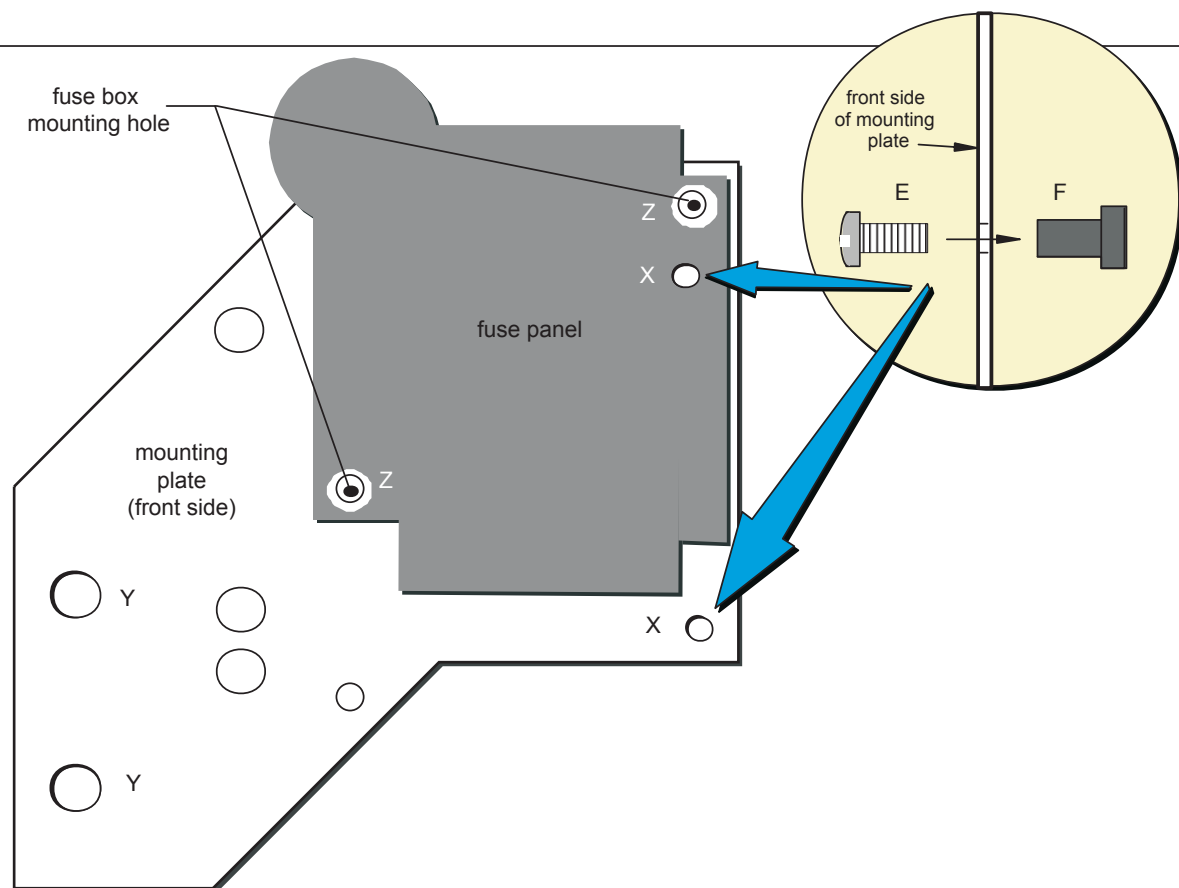 fuse box
mounting hole
front side
of mounting
plate
E
F
Z
X
fuse panel
mounting
plate
(front side)
Z
Y
X
Y